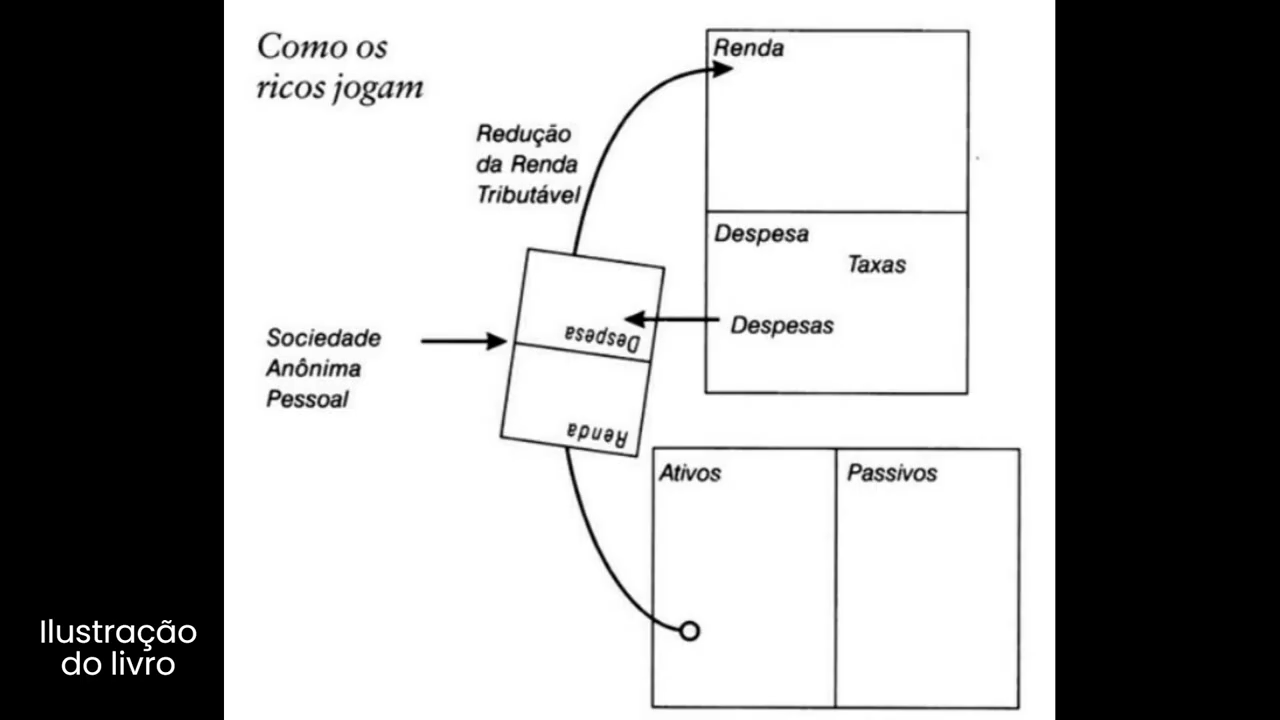 Como os
ricos jogam
Redução
da Renda
Tributável
Renda
Despesa
Taxas
Despesas
Despesa
Renda
Sociedade
Anônima
Pessoal
Ativos
Passivos
Ilustração
do livro